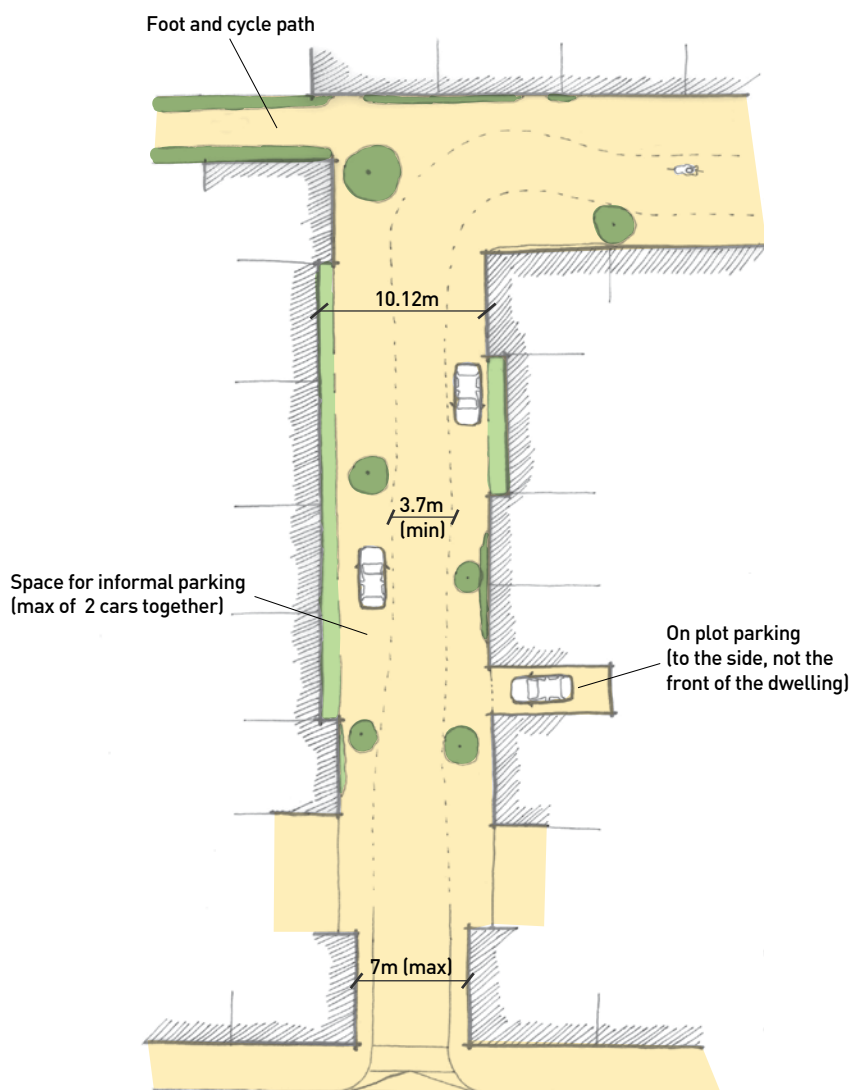 Foot and cycle path
10.12m
3.7m
(min)
Space for informal parking
(max of 2 cars together)
On plot parking
(to the side, not the
front of the dwelling)
7m (max)